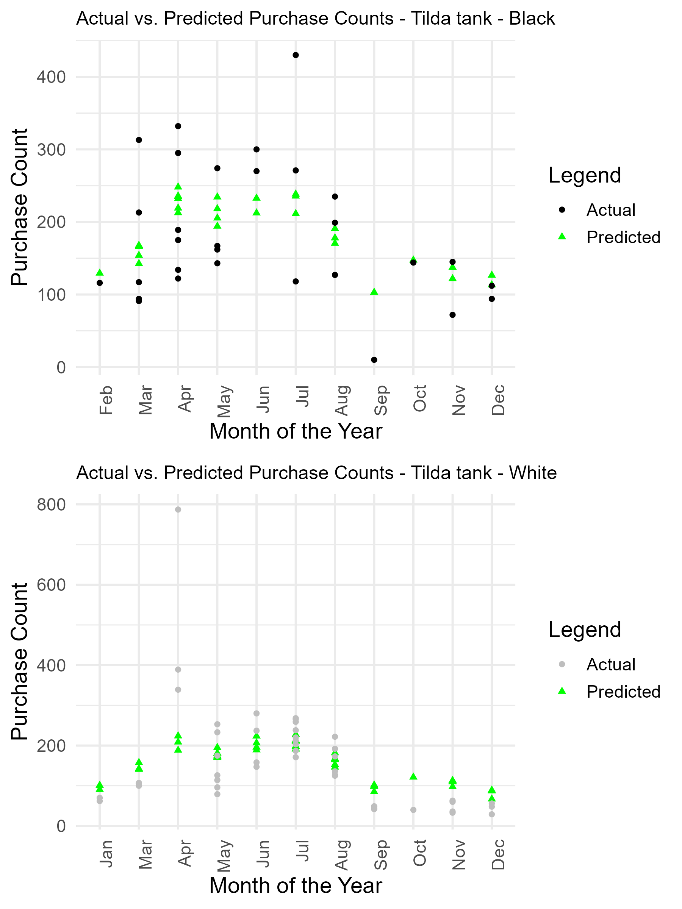 Actual vs. Predicted Purchase Counts - Tilda tank - Black
Purchase Count
400
300
200
100
0
Feb Mar Apr May Jun Jul Aug Sep Oct Nov Dec
Month of the Year
Legend
Actual
Predicted
Actual vs. Predicted Purchase Counts - Tilda tank - White
Purchase Count
800
600
400
200
0
Jan Mar Apr May Jun Jul Aug Sep Oct Nov Dec
Month of the Year
Legend
Actual
Predicted